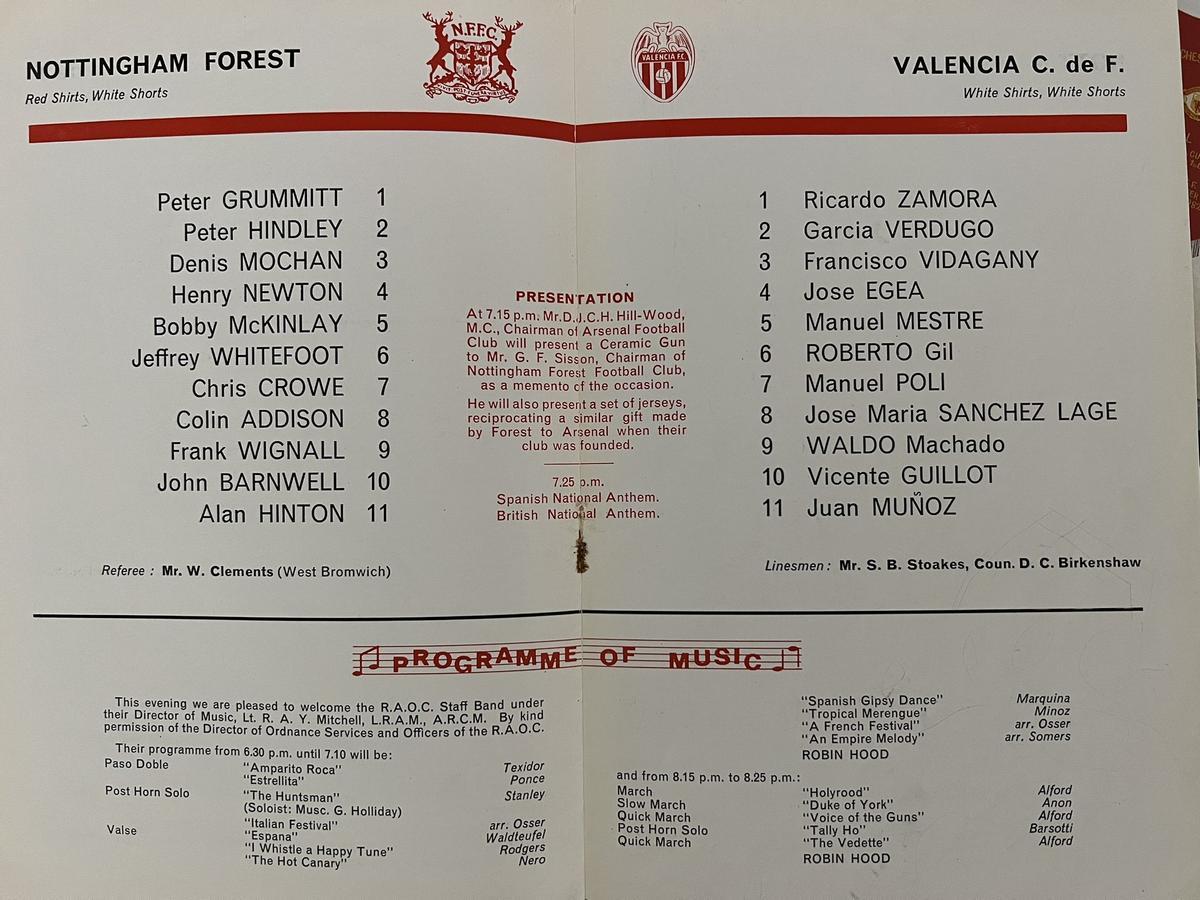 NOTTINGHAM FOREST
Red Shirts, White Shorts
N.F.F.C.
VALENCIA F.C.
VALENCIA C. de F.
White Shirts, White Shorts
Peter GRUMMITT 1
Peter HINDLEY 2
Denis MOCHAN 3
Henry NEWTON 4
Bobby McKINLAY 5
Jeffrey WHITEFOOT 6
Chris CROWE 7
Colin ADDISON 8
Frank WIGNALL 9
John BARNWELL 10
Alan HINTON 11
PRESENTATION
At 7.15 p.m. Mr.D.J.C.H. Hill-Wood,
M.C., Chairman of Arsenal Football
Club will present a Ceramic Gun
to Mr. G. F. Sisson, Chairman of
Nottingham Forest Football Club,
as a memento of the occasion.
He will also present a set of jerseys,
reciprocating a similar gift made
by Forest to Arsenal when their
club was founded.
7.25 p.m.
Spanish National Anthem.
British National Anthem.
1 Ricardo ZAMORA
2 Garcia VERDUGO
3 Francisco VIDAGANY
4 Jose EGEA
5 Manuel MESTRE
6 ROBERTO Gil
7 Manuel POLI
8 Jose Maria SANCHEZ LAGE
9 WALDO Machado
10 Vicente GUILLOT
11 Juan MUÑOZ
Referee : Mr. W. Clements (West Bromwich)
Linesmen : Mr. S. B. Stoakes, Coun. D. C. Birkenshaw
PROGRAMME OF MUSIC
This evening we are pleased to welcome the R.A.O.C. Staff Band under
their Director of Music, Lt. R. A. Y. Mitchell, L.R.A.M., A.R.C.M. By kind
permission of the Director of Ordnance Services and Officers of the R.A.O.C.
Their programme from 6.30 p.m. until 7.10 will be:
Paso Doble "Amparito Roca" Texidor
"Estrellita" Ponce
Post Horn Solo "The Huntsman" Stanley
(Soloist: Musc. G. Holliday)
"Italian Festival" arr. Osser
Valse "Espana" Waldteufel
"I Whistle a Happy Tune" Rodgers
"The Hot Canary" Nero
"Spanish Gipsy Dance" Marquina
"Tropical Merengue" Minoz
"A French Festival" arr. Osser
"An Empire Melody" arr. Somers
ROBIN HOOD
and from 8.15 p.m. to 8.25 p.m.:
March "Holyrood" Alford
Slow March "Duke of York" Anon
Quick March "Voice of the Guns" Alford
Post Horn Solo "Tally Ho" Barsotti
Quick March "The Vedette" Alford
ROBIN HOOD